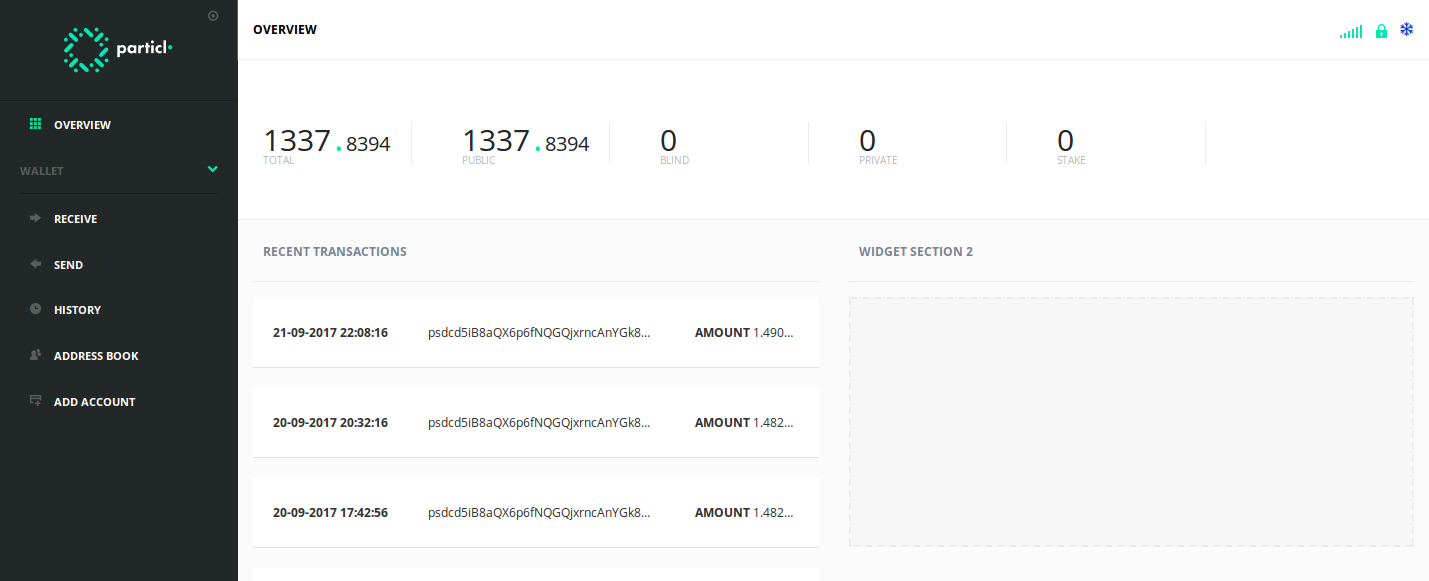 particl
OVERVIEW
WALLET
RECEIVE
SEND
HISTORY
ADDRESS BOOK
ADD ACCOUNT
OVERVIEW
1337.8394
TOTAL
1337.8394
PUBLIC
0
BLIND
0
PRIVATE
0
STAKE
RECENT TRANSACTIONS
21-09-2017 22:08:16 psdcd5iB8aQX6p6fNQGQjxrncAnYGk8... AMOUNT 1.490...
20-09-2017 20:32:16 psdcd5iB8aQX6p6fNQGQjxrncAnYGk8... AMOUNT 1.482...
20-09-2017 17:42:56 psdcd5iB8aQX6p6fNQGQjxrncAnYGk8... AMOUNT 1.482...
WIDGET SECTION 2